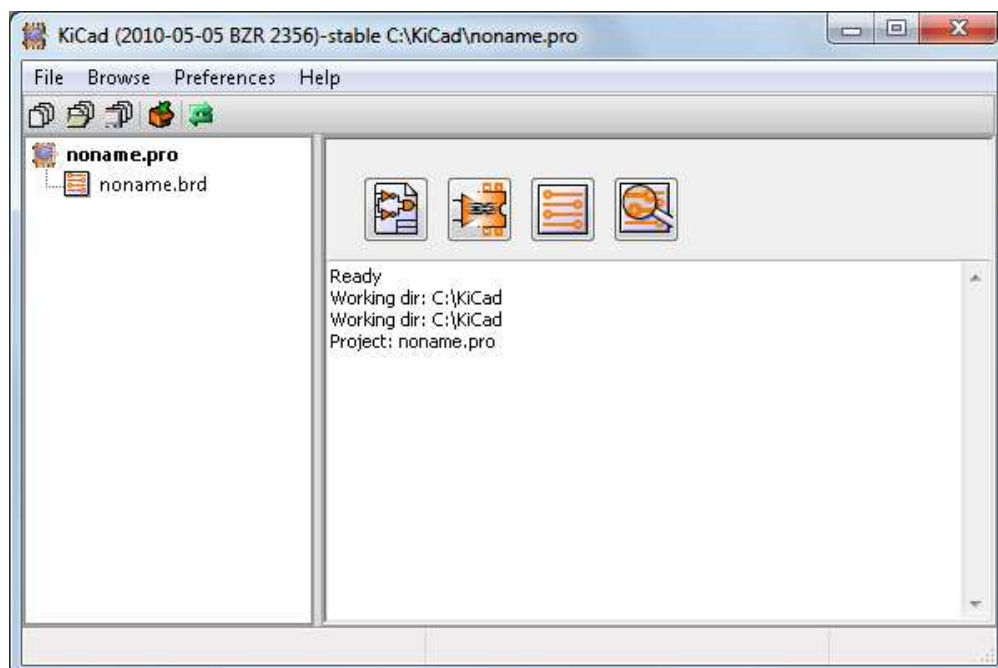 KiCad (2010-05-05 BZR 2356)-stable C:\KiCad\noname.pro
File Browse Preferences Help
noname.pro
noname.brd
Ready
Working dir: C:\KiCad
Working dir: C:\KiCad
Project: noname.pro